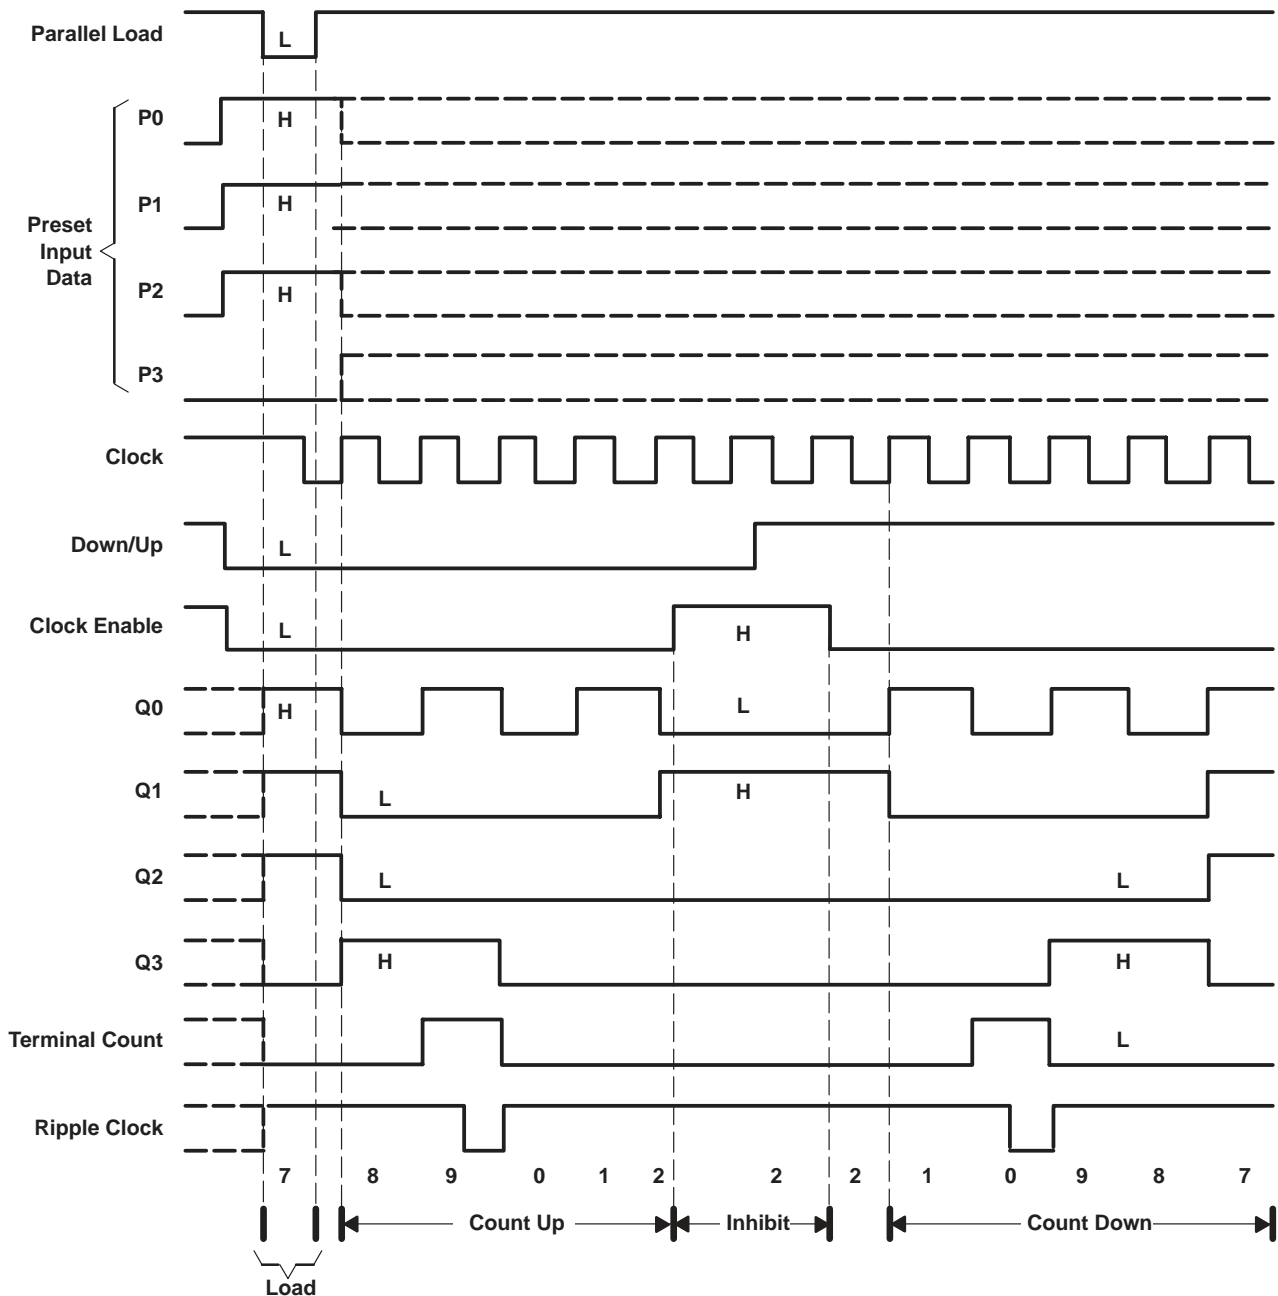 Parallel Load
L
P0
H
P1
H
Preset
Input
Data
P2
H
P3
Clock
Down/Up
L
Clock Enable
L
H
Q0
H
L
Q1
L
H
Q2
L
L
Q3
H
H
Terminal Count
L
Ripple Clock
7 8 9 0 1 2 2 2 1 0 9 8 7
Count Up Inhibit Count Down
Load